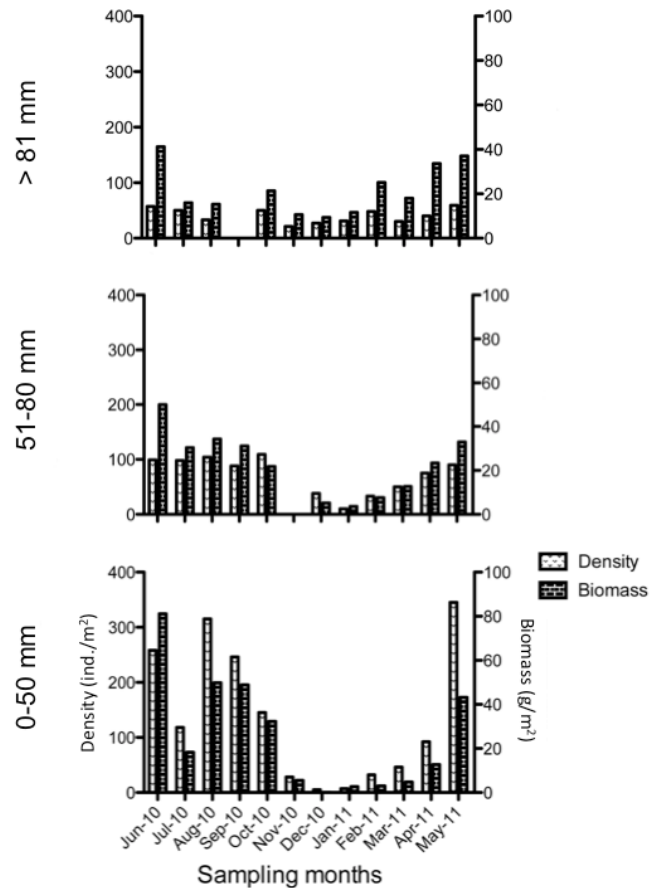 > 81 mm
400
300
200
100
0
100
80
60
40
20
0
51-80 mm
400
300
200
100
0
100
80
60
40
20
0
Density
Biomass
0-50 mm
Density (ind./m²)
400
300
200
100
0
100
80
60
40
20
0
Biomass (g/m²)
Jun-10
Jul-10
Aug-10
Sep-10
Oct-10
Nov-10
Dec-10
Jan-11
Feb-11
Mar-11
Apr-11
May-11
Sampling months